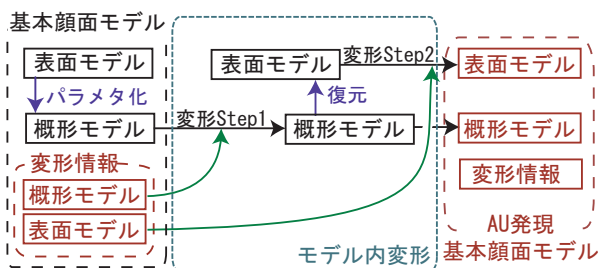 基本顔面モデル
表面モデル
パラメタ化
概形モデル
変形情報
概形モデル
表面モデル
変形Step1
表面モデル
復元
概形モデル
変形Step2
モデル内変形
表面モデル
概形モデル
変形情報
AU発現
基本顔面モデル